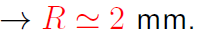 → R ≃ 2 mm.